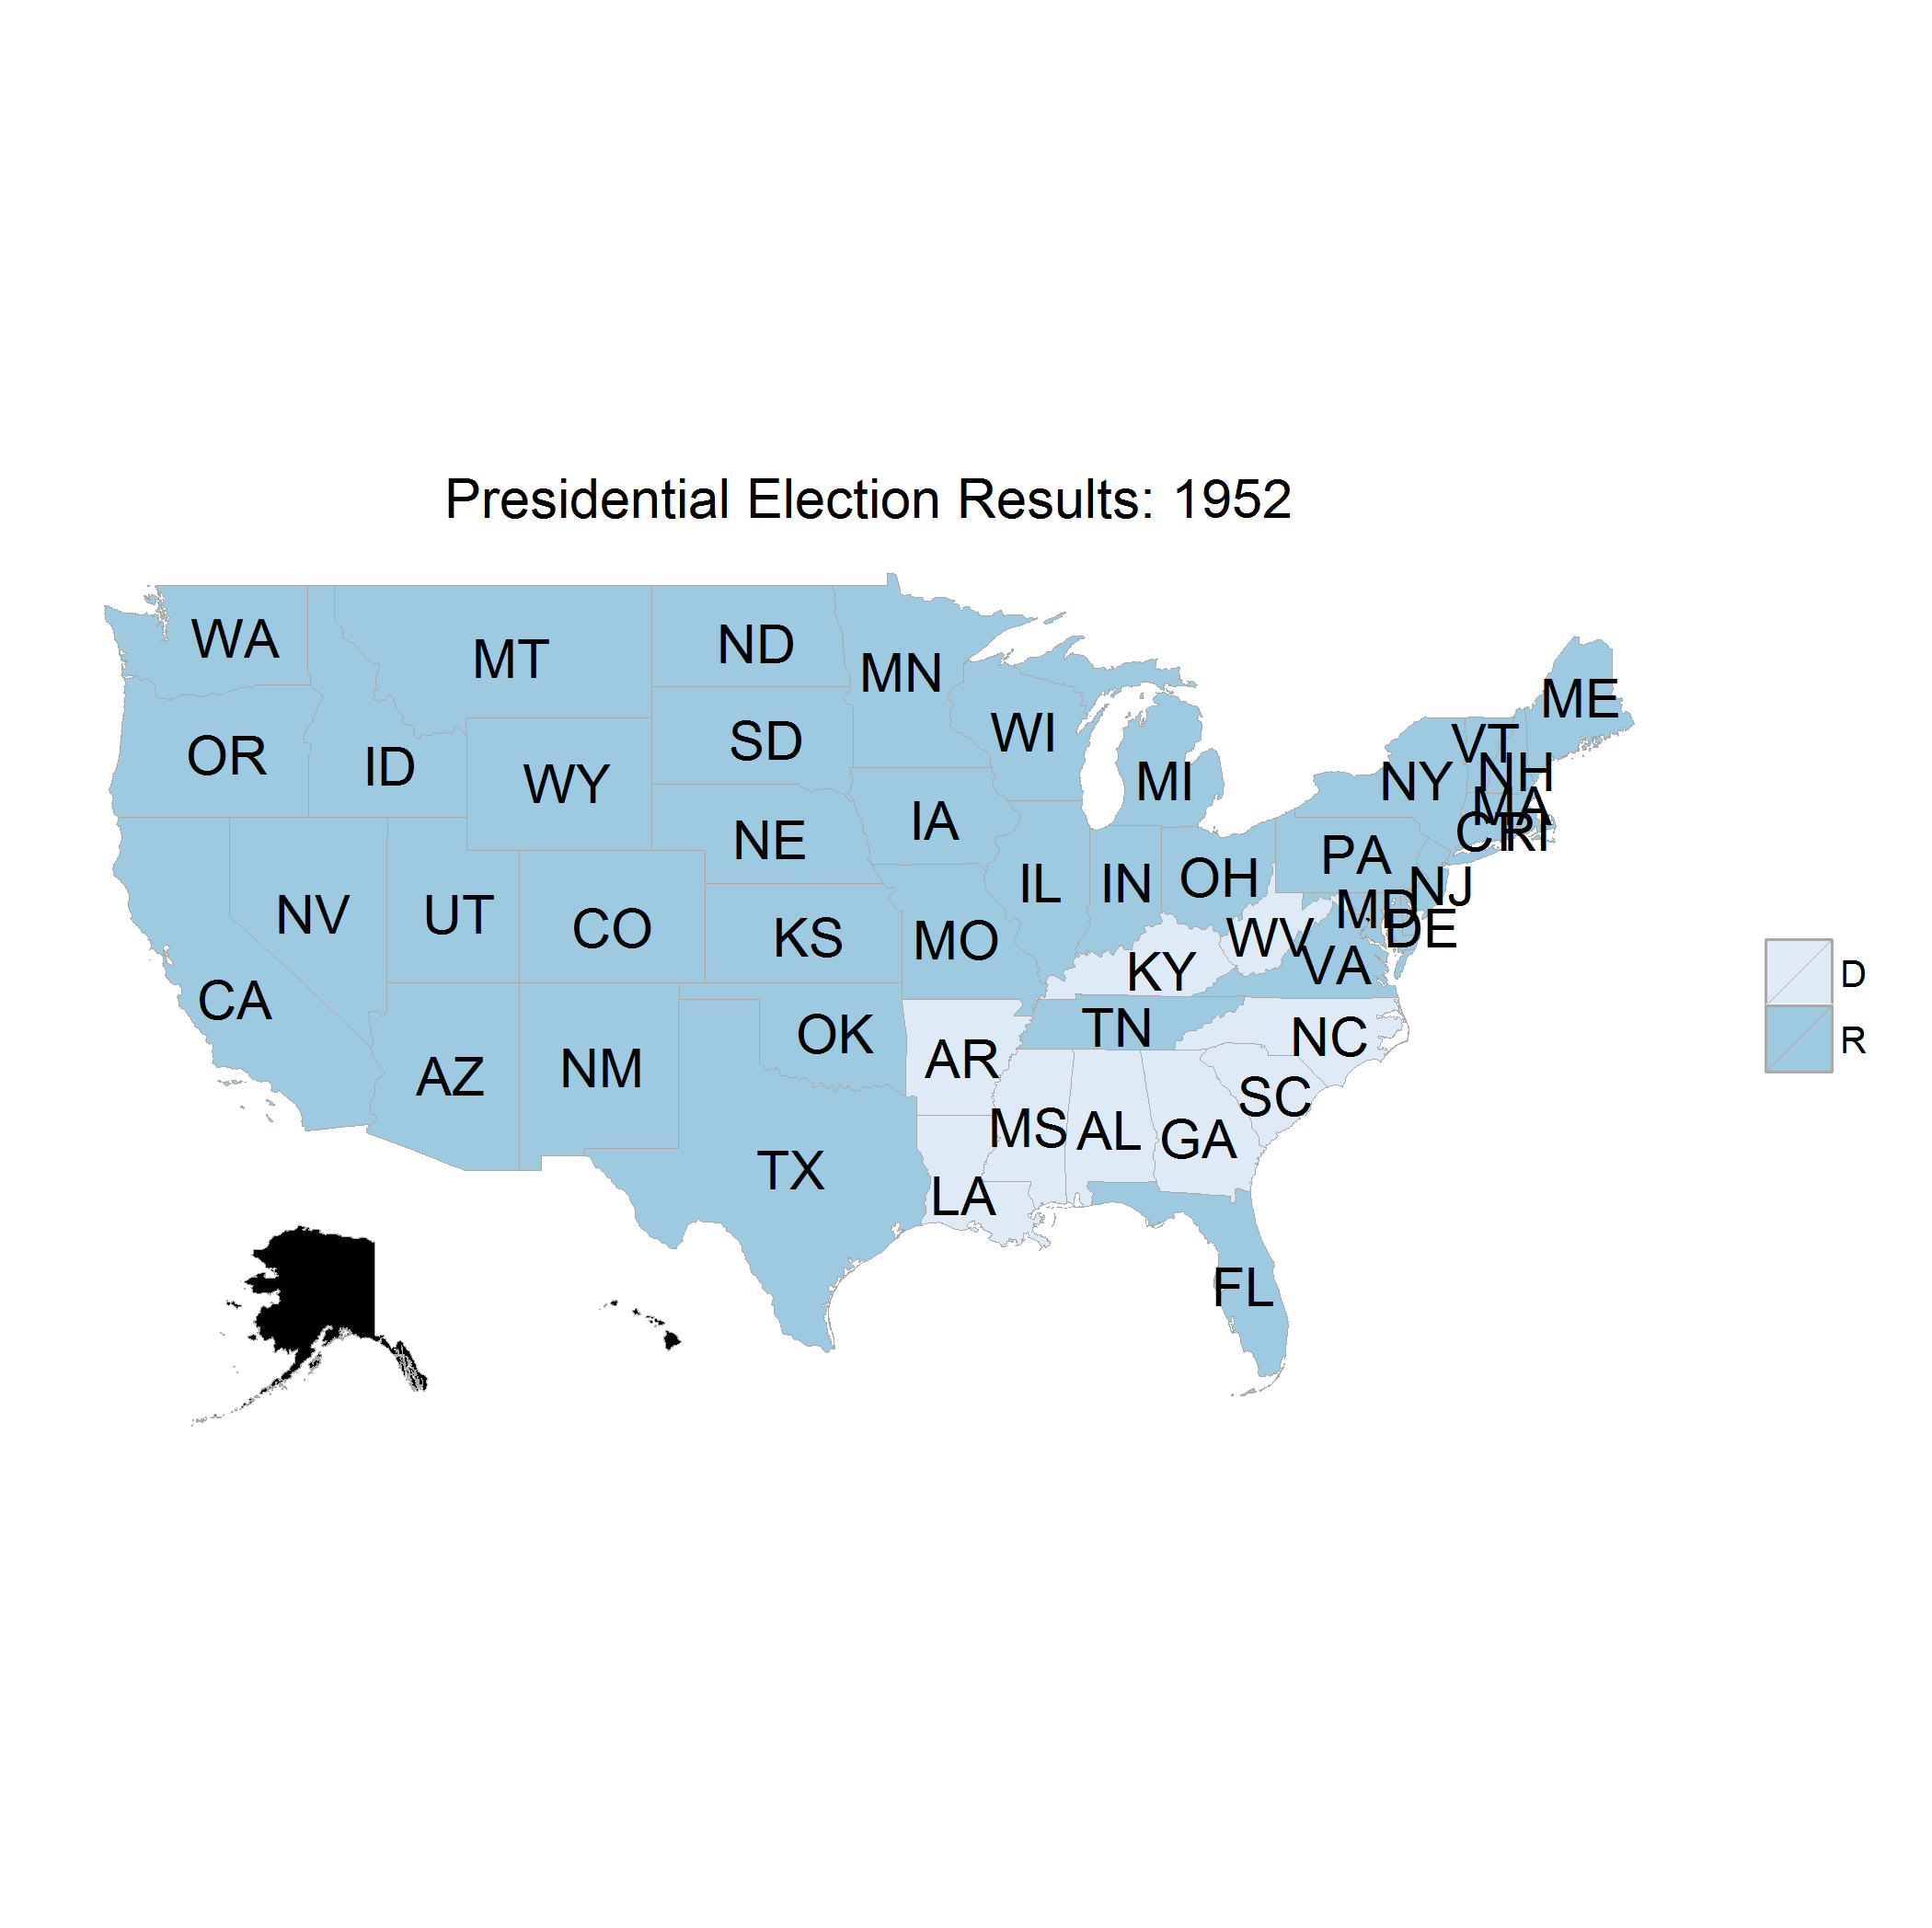 Presidential Election Results: 1952
WA
MT
ND
MN
ME
OR
ID
WY
SD
WI
MI
NY
VT
NH
MA
CT
RI
NE
IA
PA
NJ
NV
UT
CO
KS
MO
IL
IN
OH
MD
DE
WV
VA
KY
CA
AZ
NM
OK
AR
TN
NC
SC
TX
LA
MS
AL
GA
FL
D
R